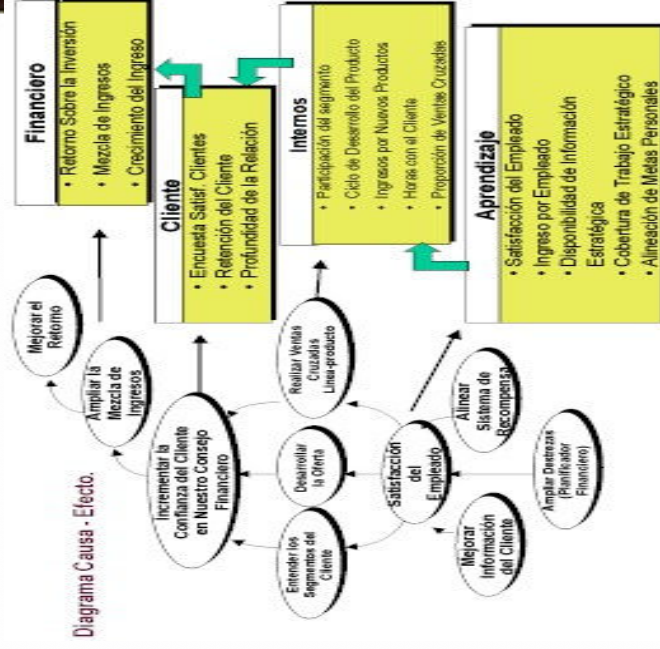 Diagrama Causa - Efecto.
Mejorar el
Retorno
Ampliar la
Mezcla de
Ingresos
Incrementar la
Confianza del Cliente
en Nuestro Consejo
Financiero
Entender los
Segmentos del
Cliente
Desarrollar
la Oferta
Realizar Ventas
Cruzadas
Linea-producto
Satisfacción
del
Empleado
Mejorar
Información
del Cliente
Ampliar Destrezas
(Planificador
Financiero)
Alinear
Sistema de
Recompensa
Financiero
• Retorno Sobre la Inversión
• Mezcla de Ingresos
• Crecimiento del Ingreso
Cliente
• Encuesta Satisf. Clientes
• Retención del Client
• Profundidad de la Relación
Internos
• Participación del segmento
• Ciclo de Desarrollo del Producto
• Ingresos por Nuevos Productos
• Horas con el Cliente
• Proporción de Ventas Cruzadas
Aprendizaje
• Satisfacción del Empleado
• Ingreso por Empleado
• Disponibilidad de Información
Estratégica
• Cobertura de Trabajo Estratégico
• Alineación de Metas Personales